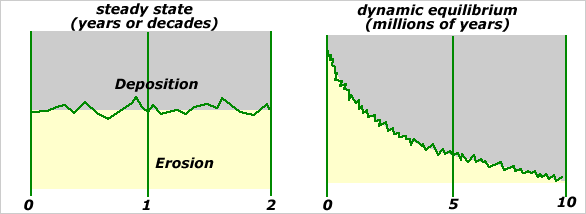 steady state
(years or decades)
Deposition
Erosion
0 1 2
dynamic equilibrium
(millions of years)
0 5 10